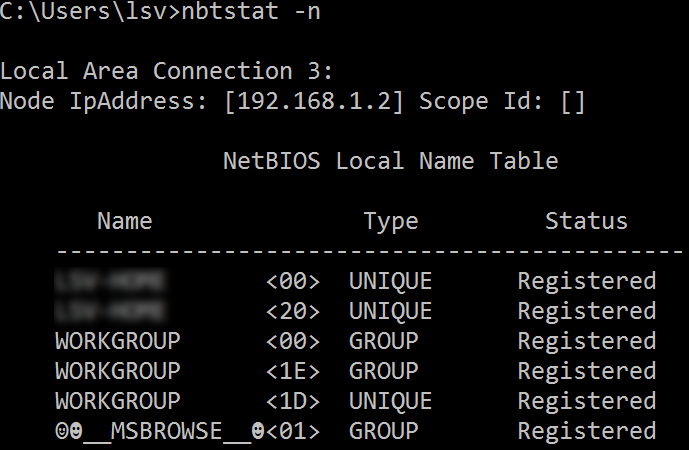 C:\Users\lsv>nbtstat -n
Local Area Connection 3:
Node IpAddress: [192.168.1.2] Scope Id: []
NetBIOS Local Name Table
Name Type Status
---------------------------------------------
<00> UNIQUE Registered
<20> UNIQUE Registered
WORKGROUP <00> GROUP Registered
WORKGROUP <1E> GROUP Registered
WORKGROUP <1D> UNIQUE Registered
☺☻__MSBROWSE__☻<01> GROUP Registered